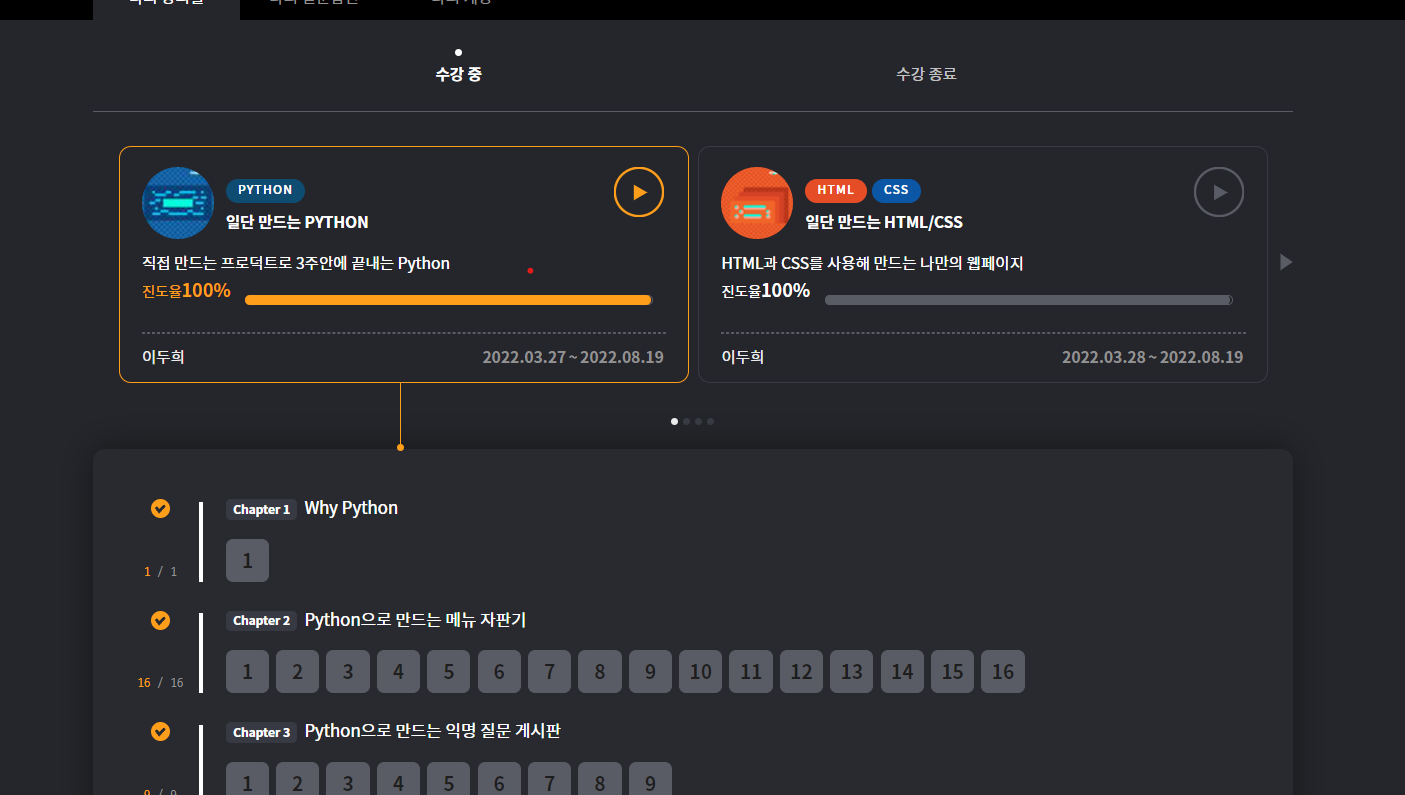 수강 중
수강 종료
PYTHON
일단 만드는 PYTHON
직접 만드는 프로덕트로 3주안에 끝내는 Python
진도율100%
이두희
2022.03.27 ~ 2022.08.19
HTML CSS
일단 만드는 HTML/CSS
HTML과 CSS를 사용해 만드는 나만의 웹페이지
진도율100%
이두희
2022.03.28 ~ 2022.08.19
Chapter 1 Why Python
1
1 / 1
Chapter 2 Python으로 만드는 메뉴 자판기
1 2 3 4 5 6 7 8 9 10 11 12 13 14 15 16
16 / 16
Chapter 3 Python으로 만드는 익명 질문 게시판
1 2 3 4 5 6 7 8 9